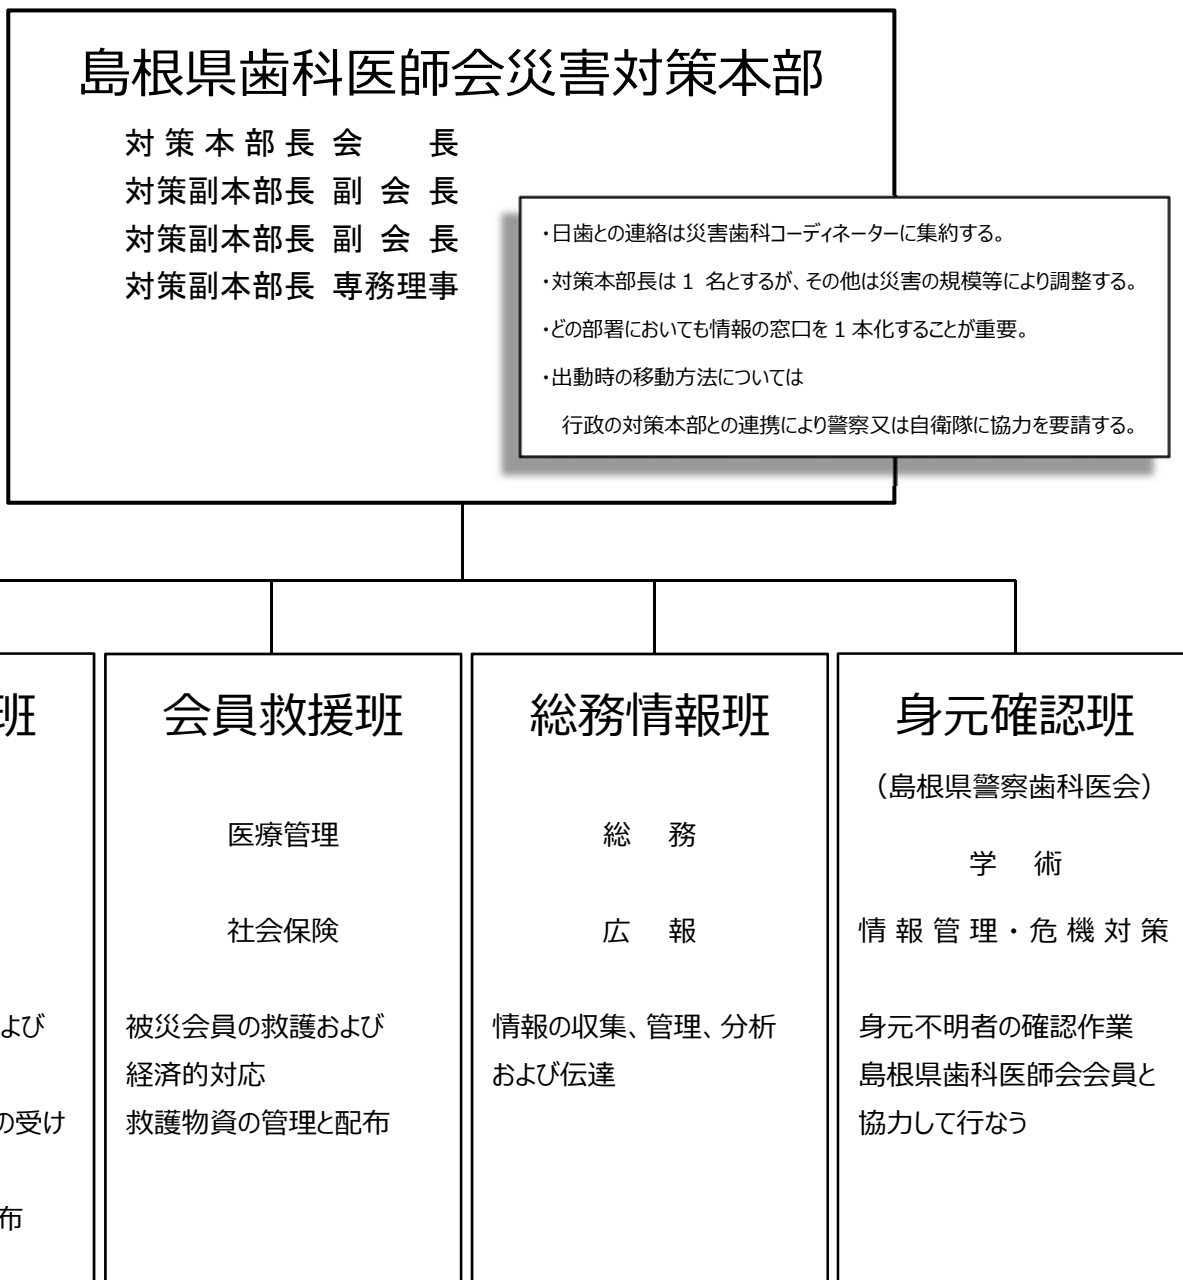 島根県歯科医師会災害対策本部
対策本部長 会　　長
対策副本部長 副 会 長
対策副本部長 副 会 長
対策副本部長 専務理事
・日歯との連絡は災害歯科コーディネーターに集約する。
・対策本部長は１ 名とするが、その他は災害の規模等により調整する。
・どの部署においても情報の窓口を１本化することが重要。
・出動時の移動方法については
行政の対策本部との連携により警察又は自衛隊に協力を要請する。
班
よび
の受け
布
会員救援班
医療管理
社会保険
被災会員の救護および
経済的対応
救護物資の管理と配布
総務情報班
総　務
広　報
情報の収集、管理、分析
および伝達
身元確認班
（島根県警察歯科医会）
学　術
情報管理・危機対策
身元不明者の確認作業
島根県歯科医師会会員と
協力して行なう